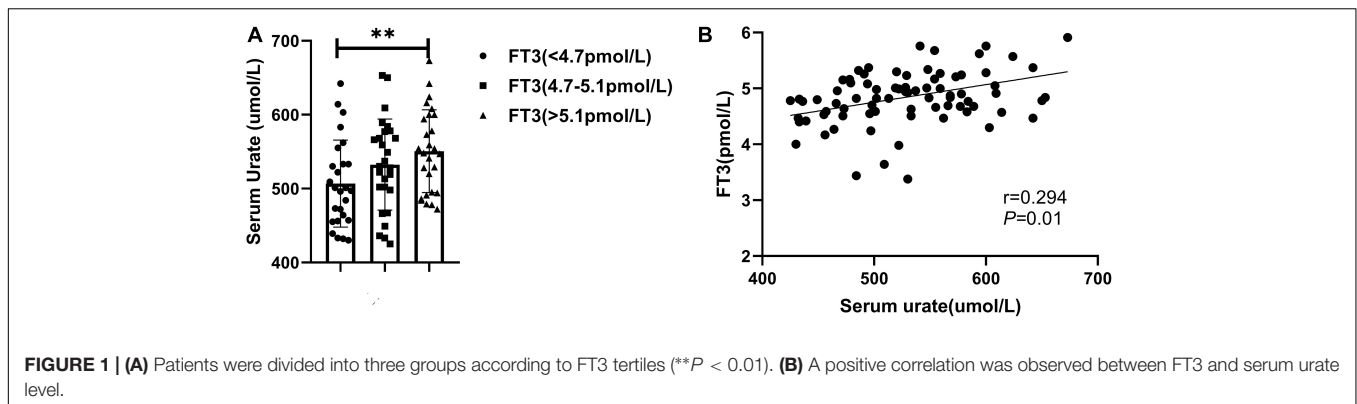 A
**
700
600
500
400
Serum Urate (umol/L)
FT3(<4.7pmol/L)
FT3(4.7-5.1pmol/L)
FT3(>5.1pmol/L)
B
6
5
4
3
2
FT3(pmol/L)
r=0.294
P=0.01
400 500 600 700
Serum urate(umol/L)
FIGURE 1 | (A) Patients were divided into three groups according to FT3 tertiles (**P < 0.01). (B) A positive correlation was observed between FT3 and serum urate
level.